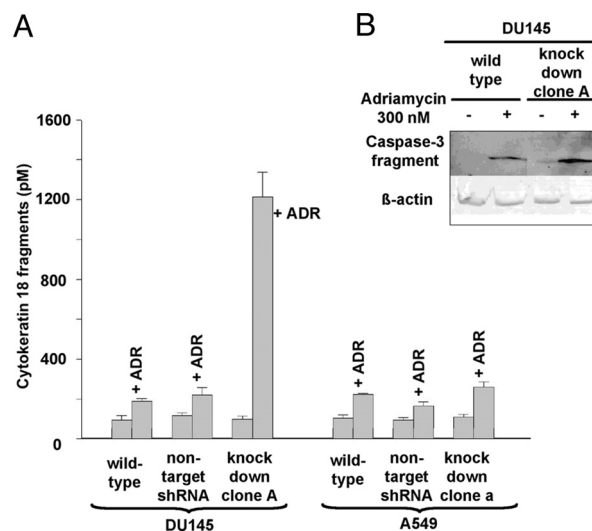 A
Cytokeratin 18 fragments (pM)
1600
1200
800
400
0
+ ADR
+ ADR
+ ADR
+ ADR
+ ADR
+ ADR
wild-
type
non-
target
shRNA
knock
down
clone A
DU145
wild-
type
non-
target
shRNA
knock
down
clone a
A549
B
DU145
wild
type
knock
down
clone A
Adriamycin
300 nM
- + - +
Caspase-3
fragment
ß-actin